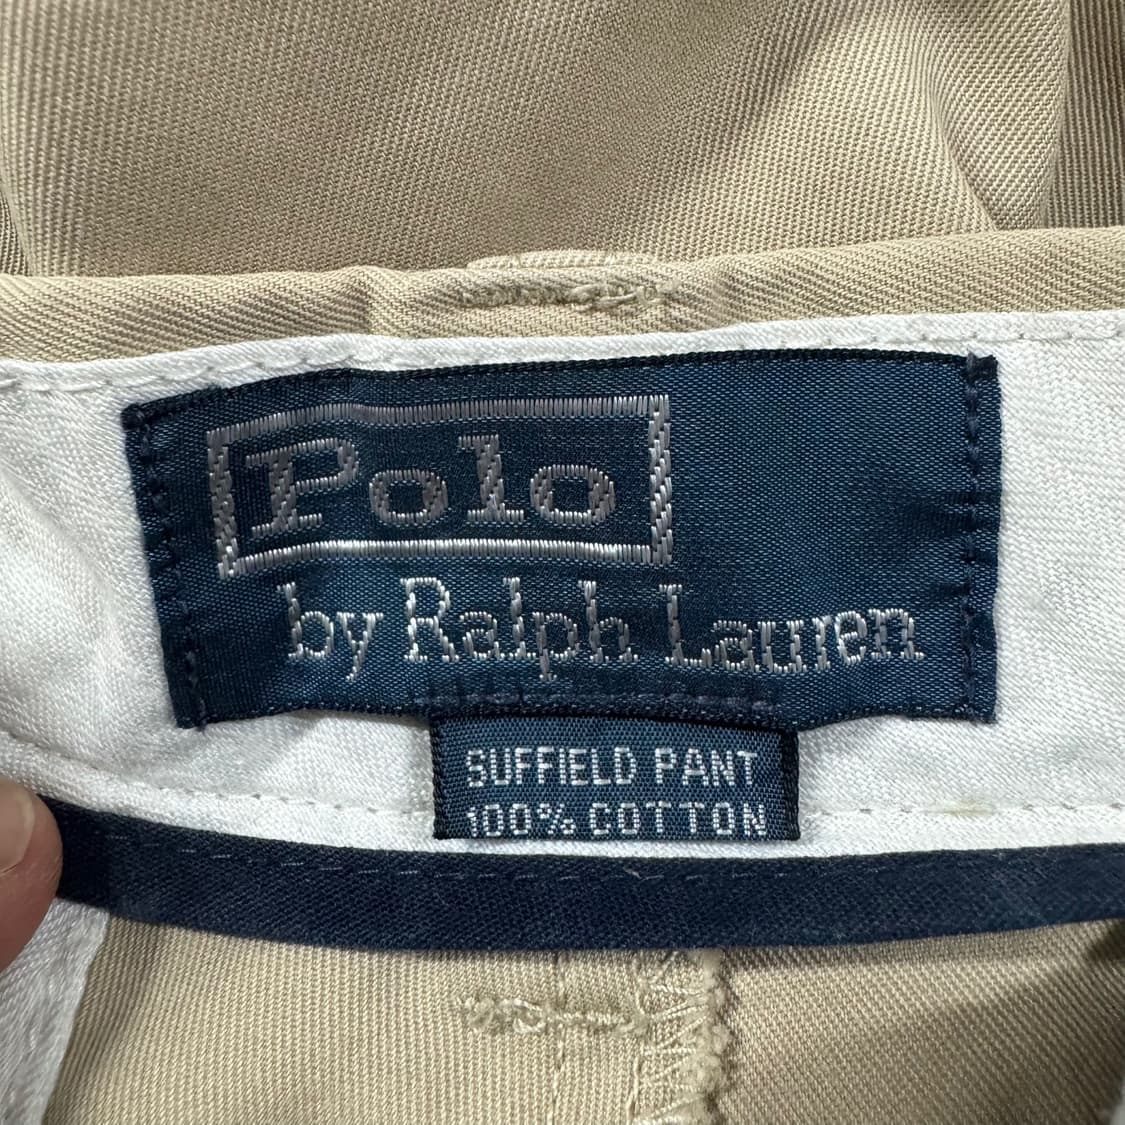 Polo
by Ralph Lauren
SUFFIELD PANT
100% COTTON